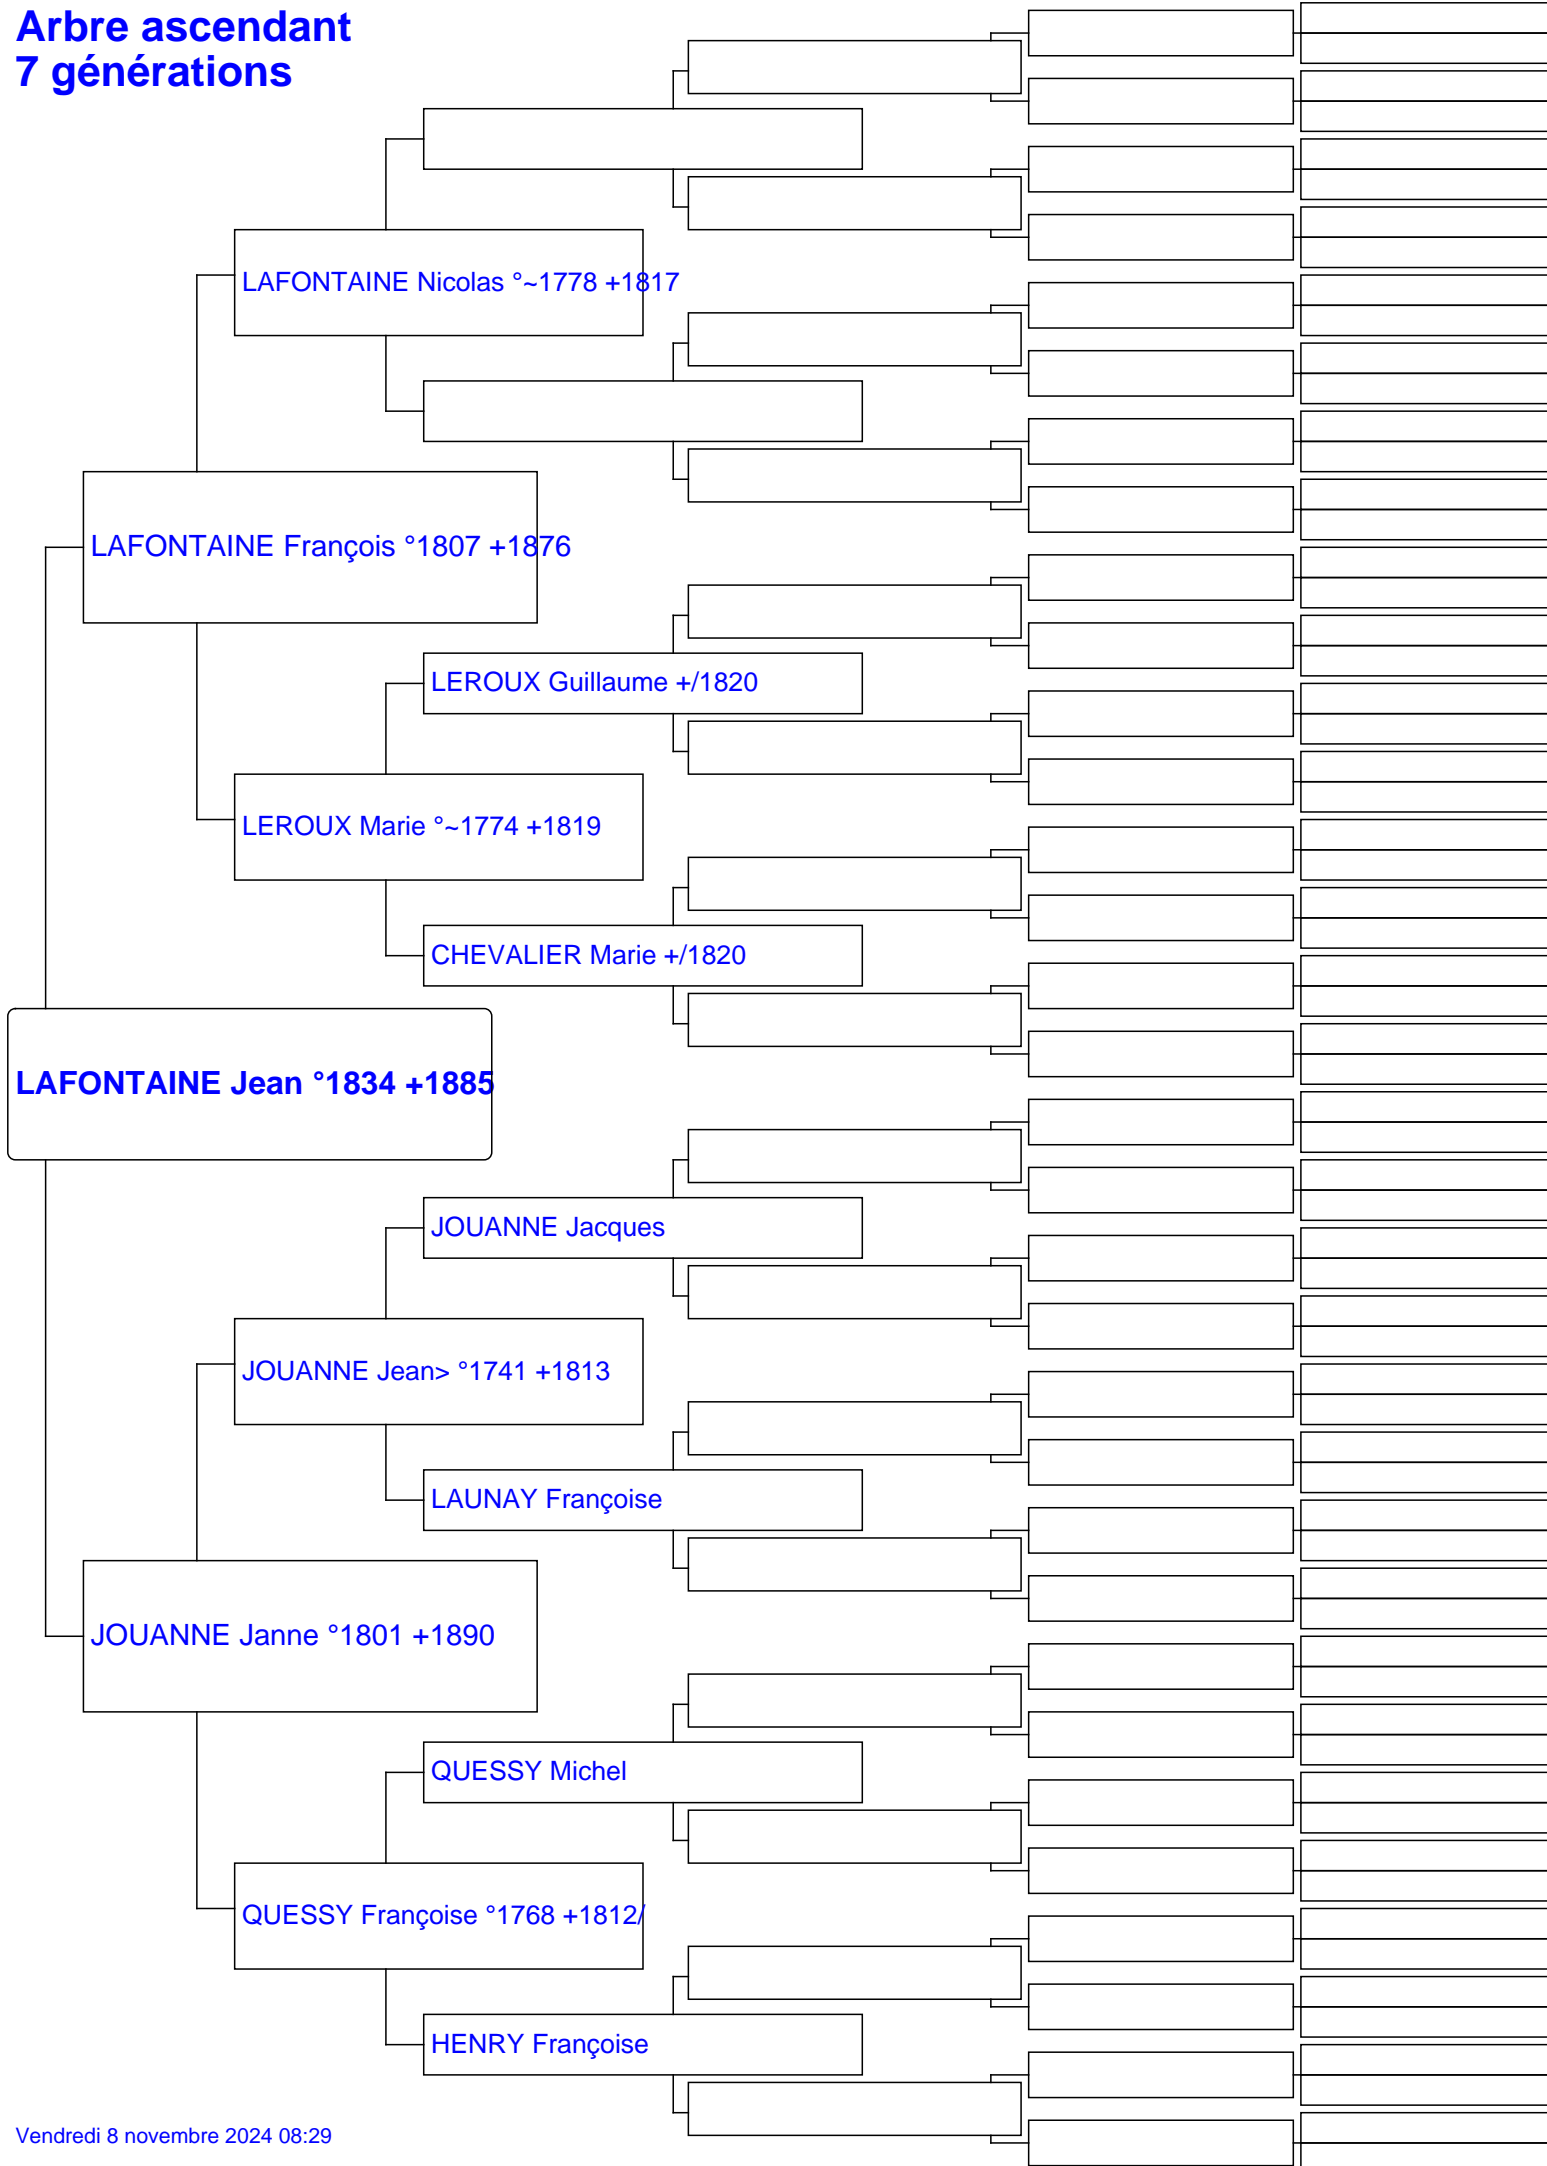 Arbre ascendant
7 générations
LAFONTAINE Nicolas °~1778 +1817
LAFONTAINE François °1807 +1876
LEROUX Guillaume +/1820
LEROUX Marie °~1774 +1819
CHEVALIER Marie +/1820
LAFONTAINE Jean °1834 +1885
JOUANNE Jacques
JOUANNE Jean> °1741 +1813
LAUNAY Françoise
JOUANNE Janne °1801 +1890
QUESSY Michel
QUESSY Françoise °1768 +1812/
HENRY Françoise
Vendredi 8 novembre 2024 08:29